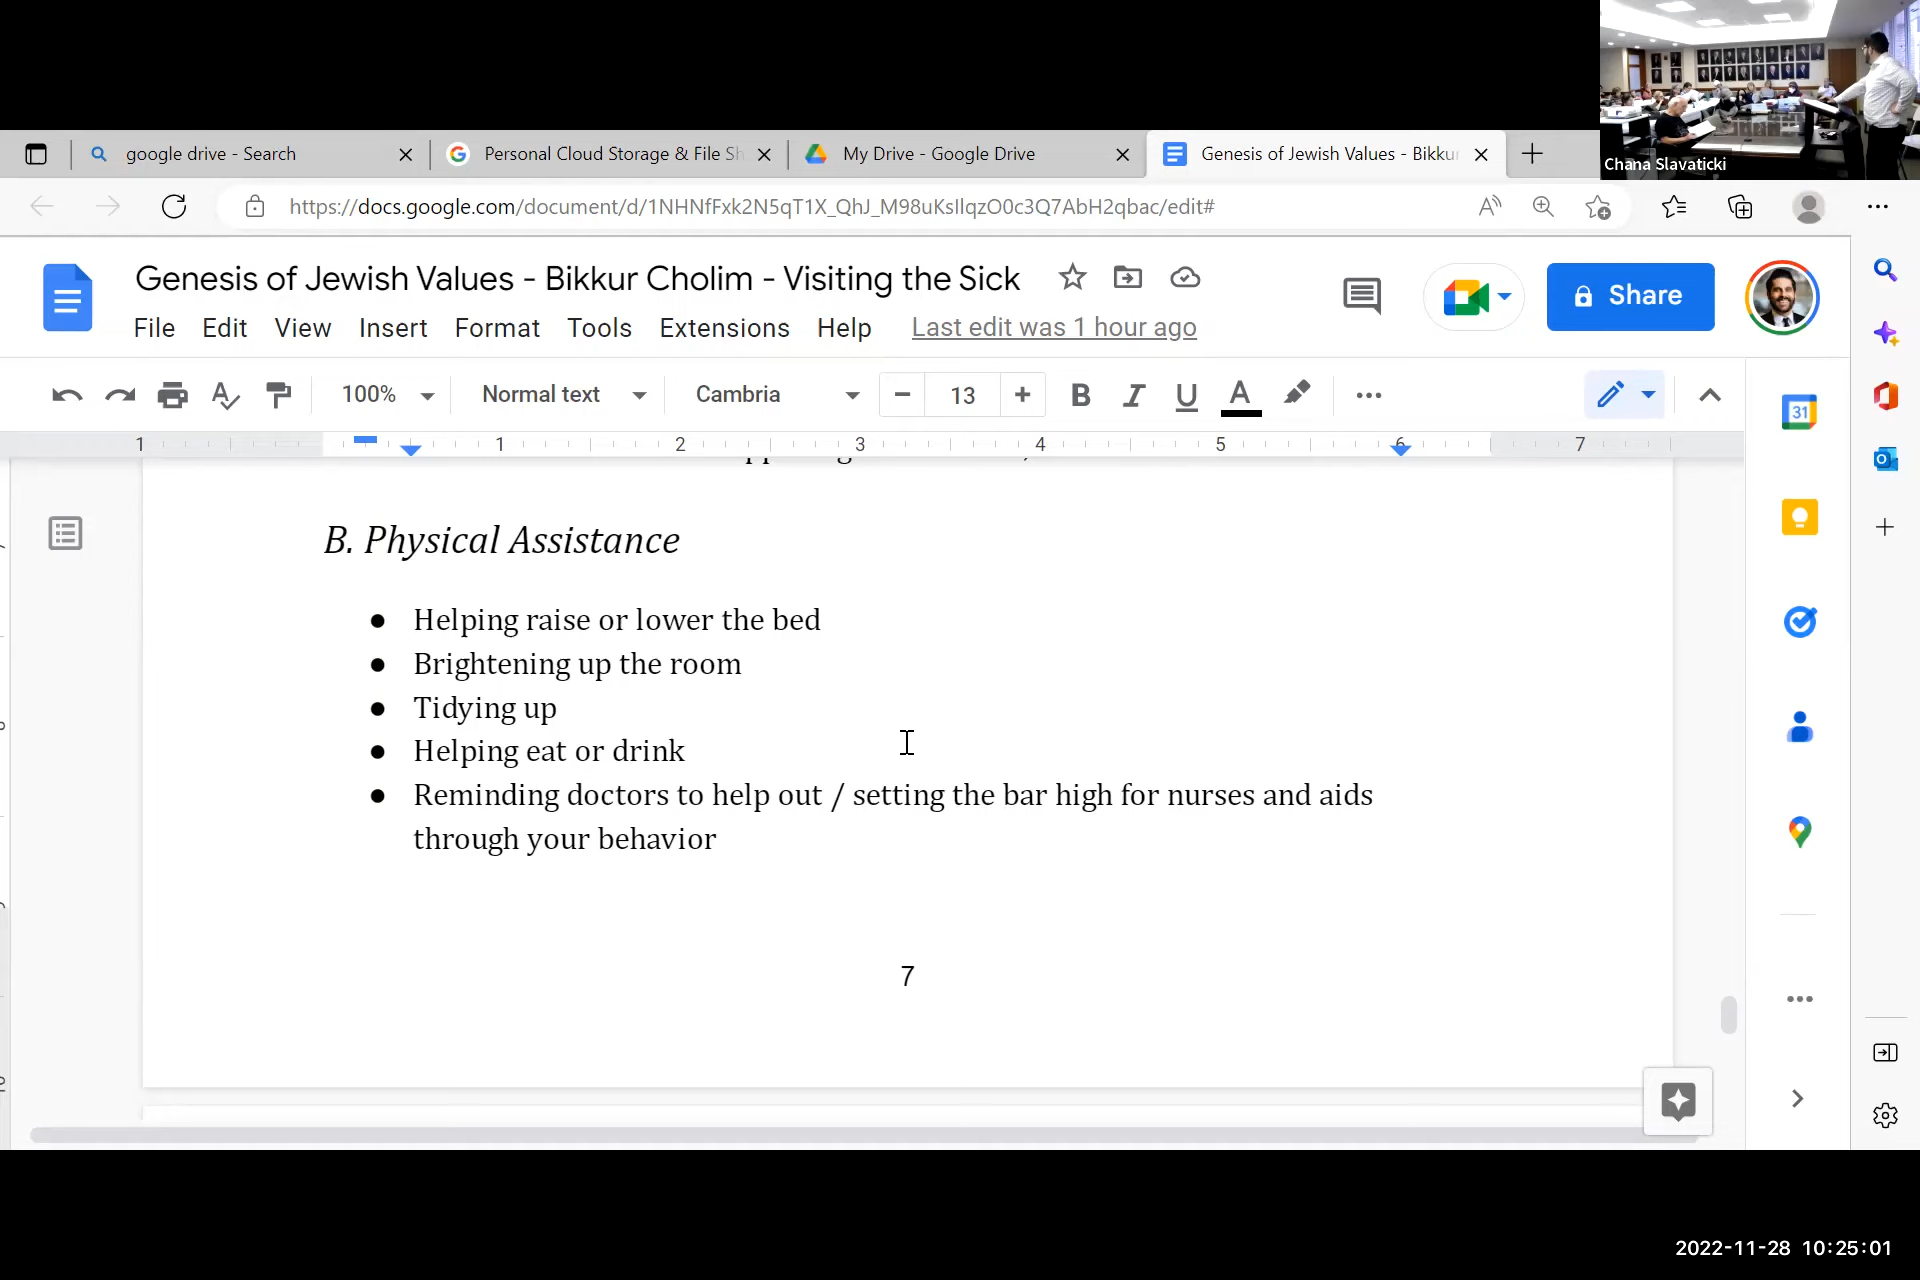 Chana Slavaticki
google drive - Search
Personal Cloud Storage & File Sh
My Drive - Google Drive
Genesis of Jewish Values - Bikku
https://docs.google.com/document/d/1NHNfFxk2N5qT1X_QhJ_M98uKsIlqzO0c3Q7AbH2qbac/edit#
Genesis of Jewish Values - Bikkur Cholim - Visiting the Sick
Share
File Edit View Insert Format Tools Extensions Help Last edit was 1 hour ago
100% Normal text Cambria 13 B I U A
31
1 1 2 3 4 5 6 7
B. Physical Assistance
● Helping raise or lower the bed
● Brightening up the room
● Tidying up
● Helping eat or drink
● Reminding doctors to help out / setting the bar high for nurses and aids
through your behavior
7
2022-11-28 10:25:01